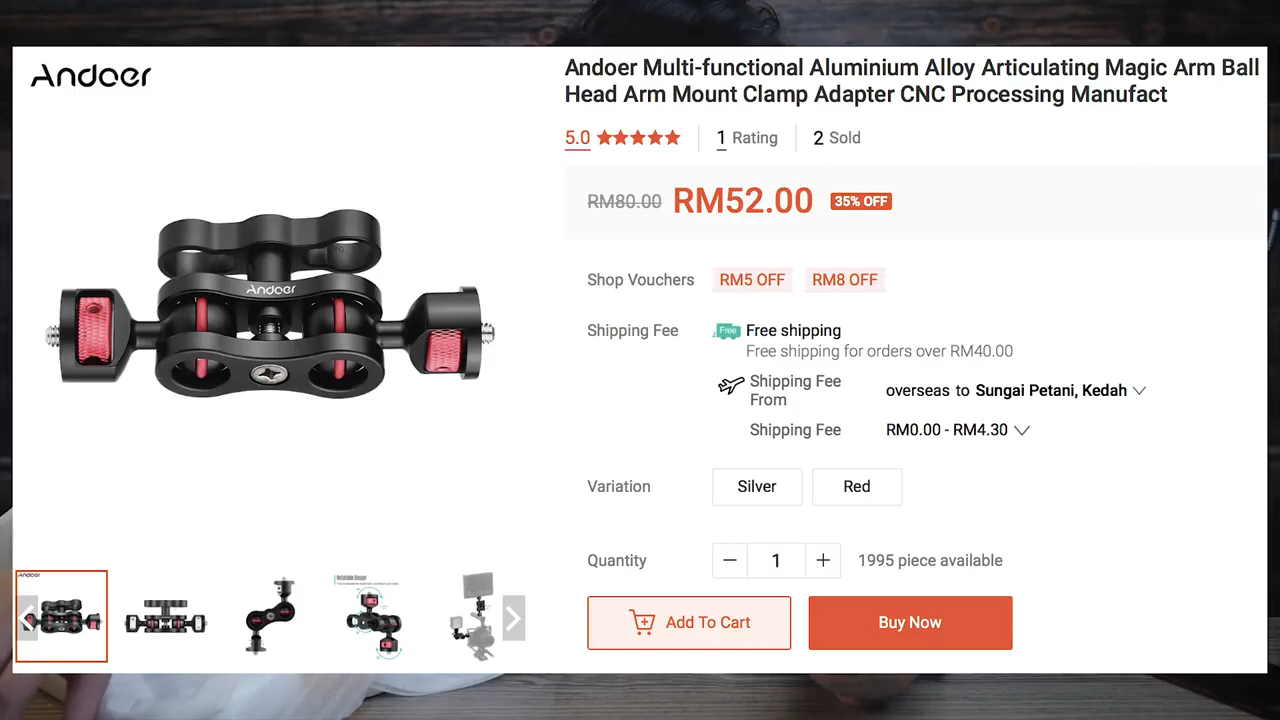 Andoer
Andoer Multi-functional Aluminium Alloy Articulating Magic Arm Ball
Head Arm Mount Clamp Adapter CNC Processing Manufact
5.0
1 Rating
2 Sold
RM80.00 RM52.00 35% OFF
Shop Vouchers RM5 OFF RM8 OFF
Shipping Fee Free Free shipping
Free shipping for orders over RM40.00
Shipping Fee
From
overseas to Sungai Petani, Kedah
Shipping Fee RM0.00 - RM4.30
Andoer
Variation Silver Red
Quantity 1 1995 piece available
Andoer
Rotatable Design
Add To Cart Buy Now